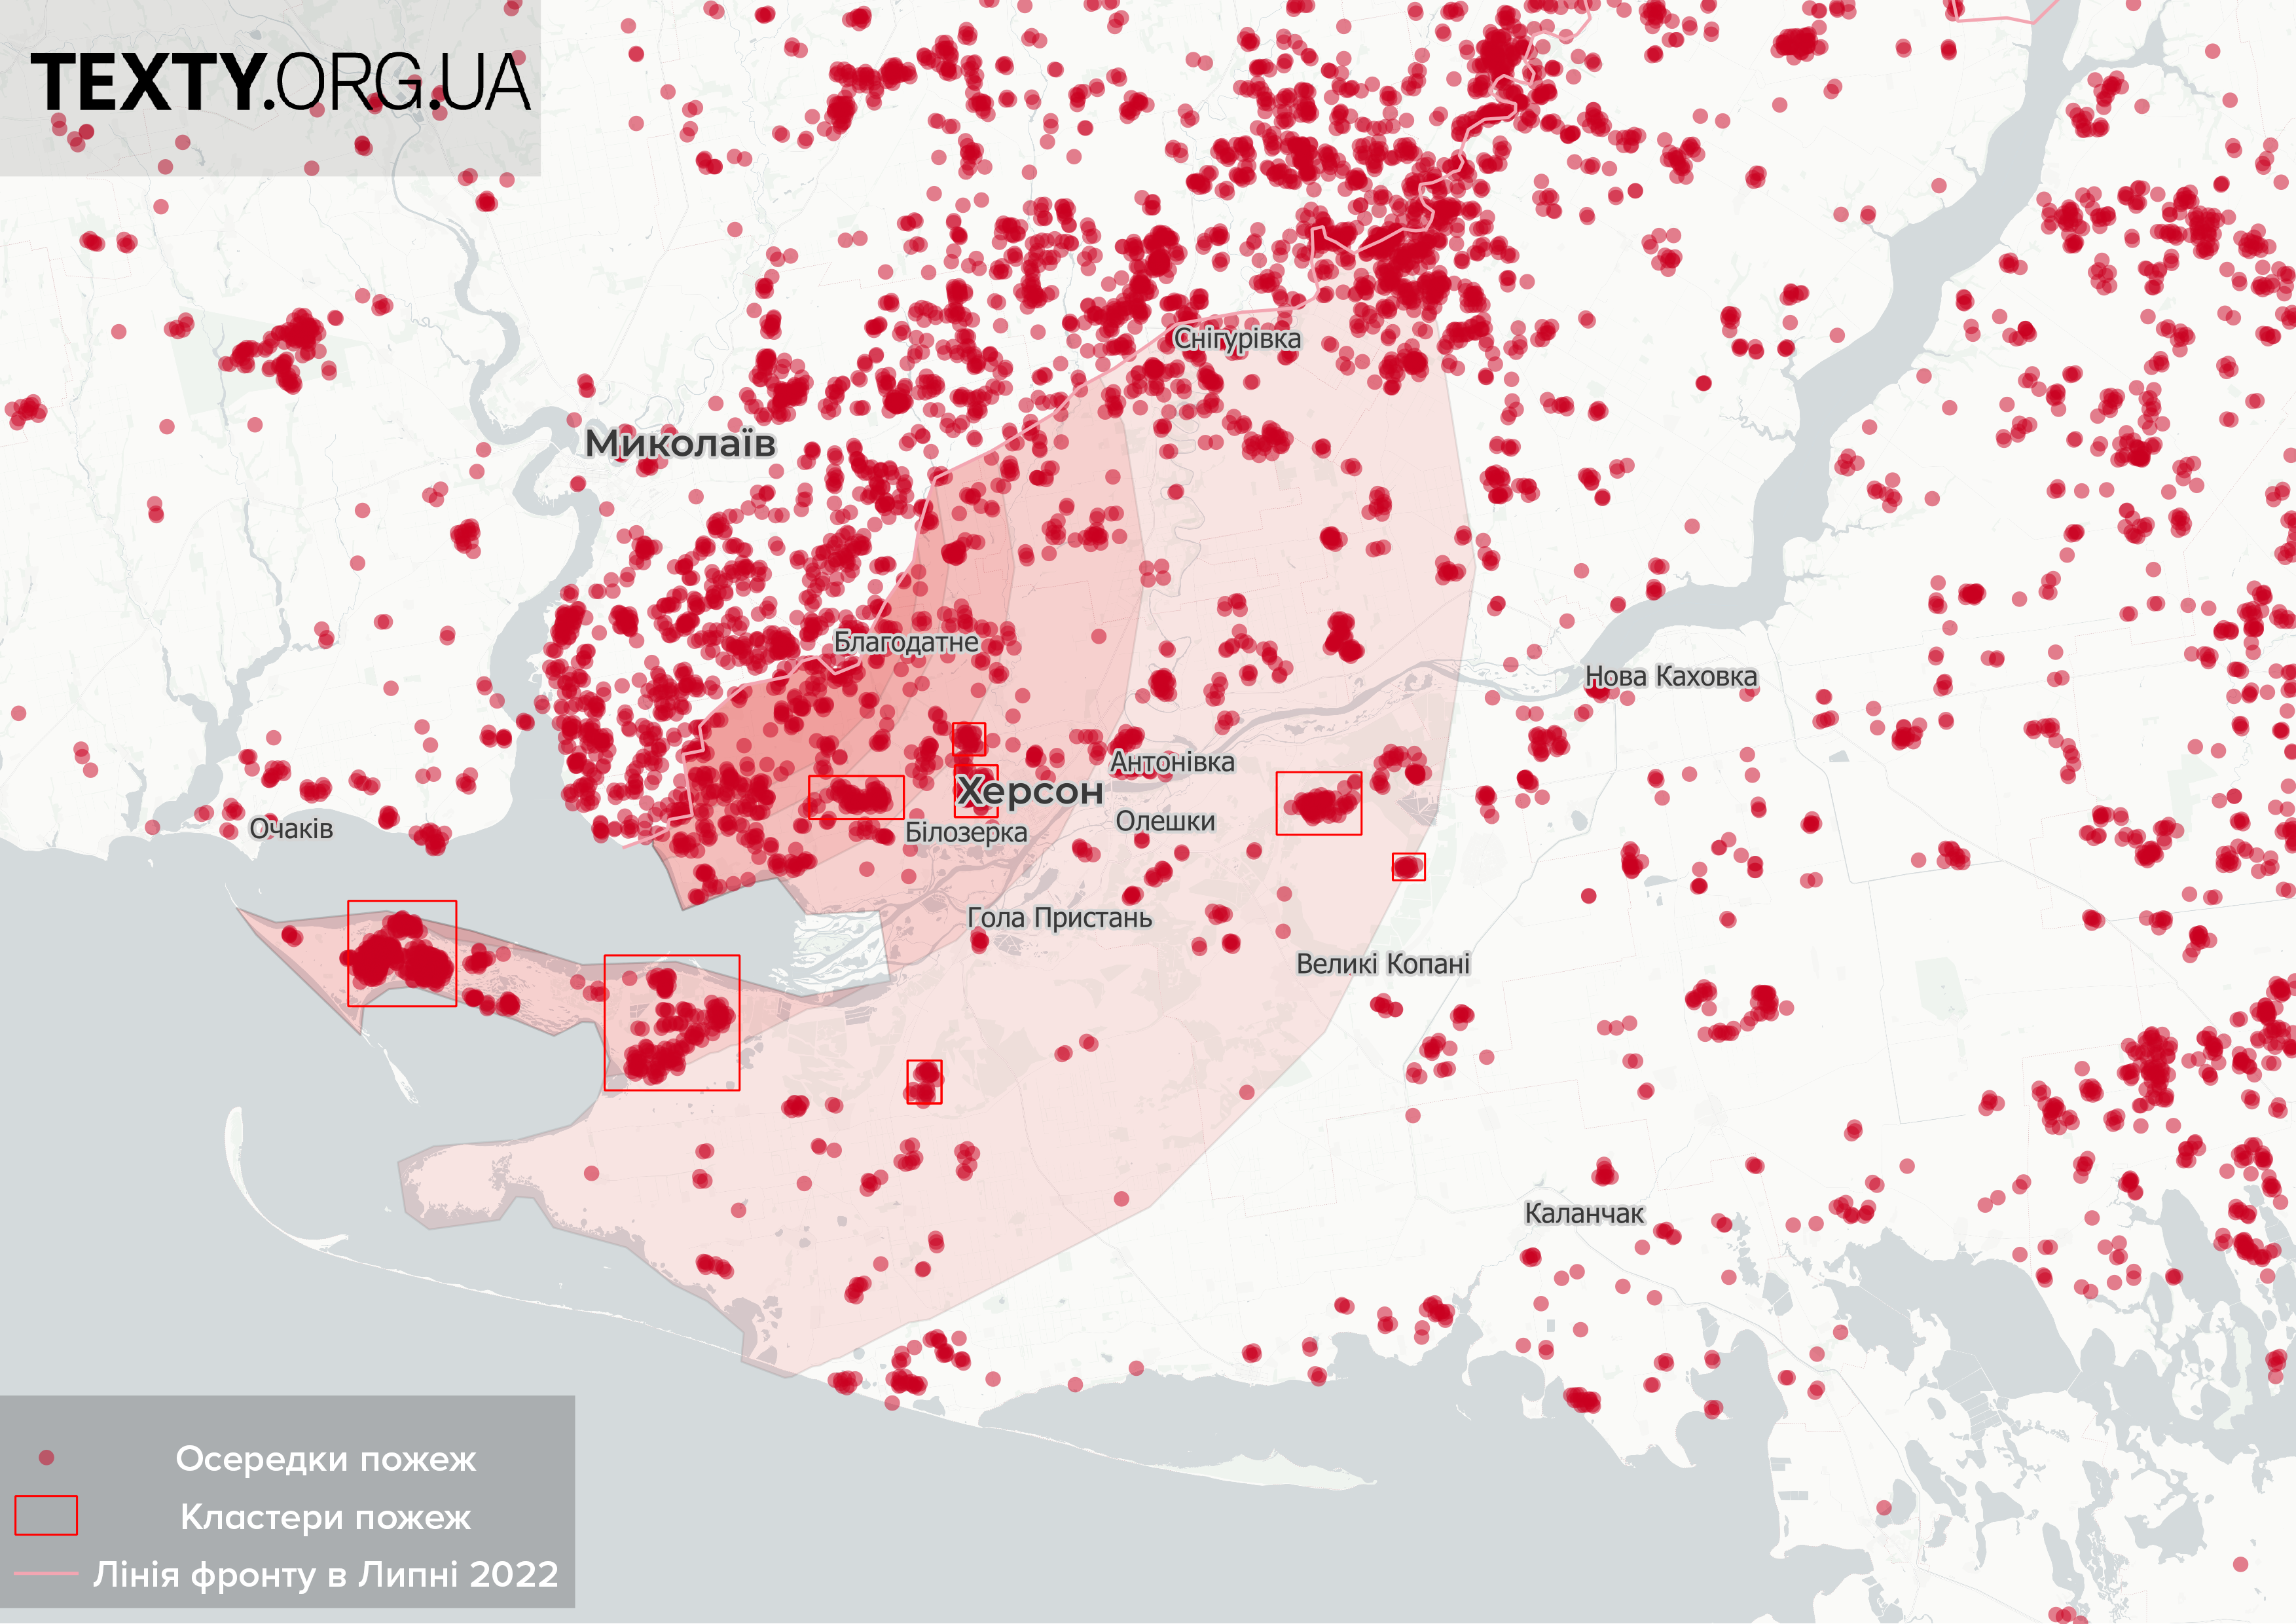 TEXTY.ORG.UA
Снігурівка
Миколаїв
Благодатне
Нова Каховка
Антонівка
Херсон
Олешки
Очаків
Білозерка
Гола Пристань
Великі Копані
Каланчак
Осередки пожеж
Кластери пожеж
Лінія фронту в Липні 2022